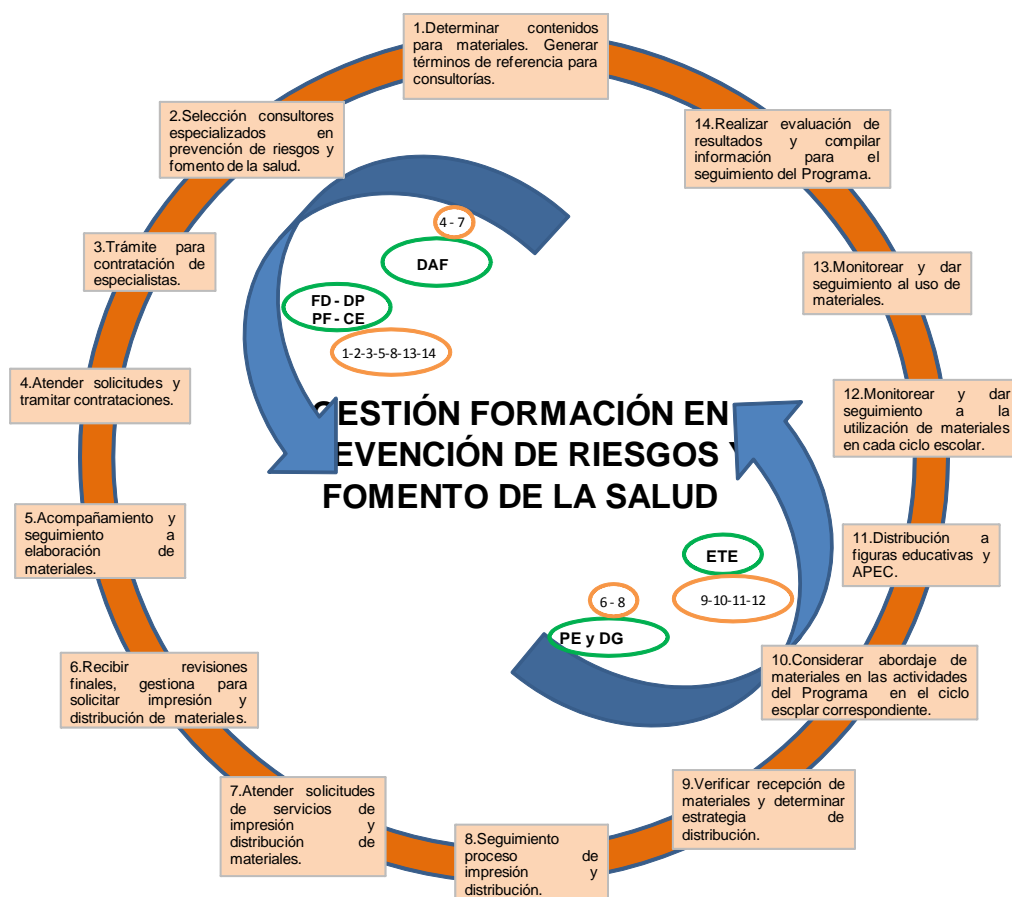 1.Determinar contenidos
para materiales. Generar
términos de referencia para
consultorías.
2.Selección consultores
especializados en
prevención de riesgos y
fomento de la salud.
3.Trámite para
contratación de
especialistas.
4.Atender solicitudes y
tramitar contrataciones.
5.Acompañamiento y
seguimiento a
elaboración de
materiales.
6.Recibir revisiones
finales, gestiona para
solicitar impresión y
distribución de materiales.
7.Atender solicitudes
de servicios de
impresión y
distribución de
materiales.
8.Seguimiento
proceso de
impresión y
distribución.
9.Verificar recepción de
materiales y determinar
estrategia de
distribución.
10.Considerar abordaje de
materiales en las actividades
del Programa en el ciclo
escplar correspondiente.
11.Distribución a
figuras educativas y
APEC.
12.Monitorear y dar
seguimiento a la
utilización de materiales
en cada ciclo escolar.
13.Monitorear y dar
seguimiento al uso de
materiales.
14.Realizar evaluación de
resultados y compilar
información para el
seguimiento del Programa.
4 - 7
DAF
FD - DP
PF - CE
1-2-3-5-8-13-14
GESTIÓN FORMACIÓN EN
EVENCIÓN DE RIESGOS Y
FOMENTO DE LA SALUD
ETE
9-10-11-12
6 - 8
PE y DG